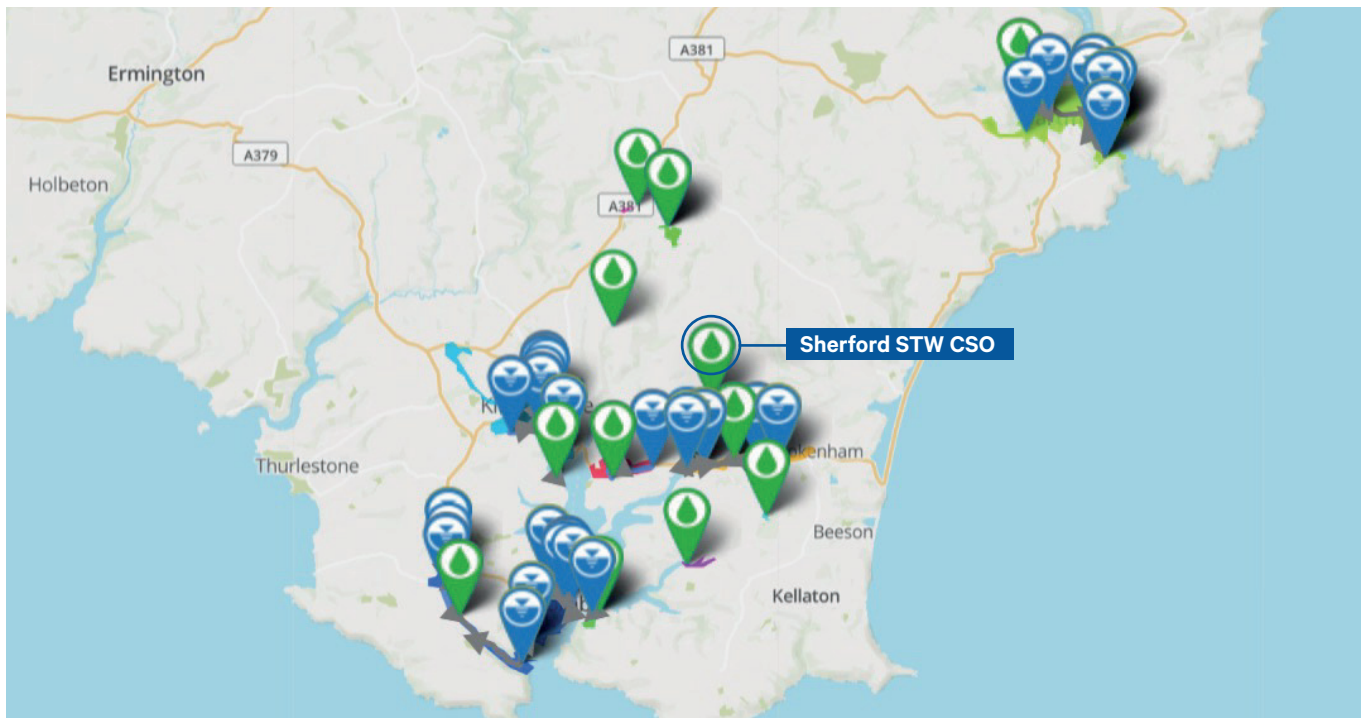 A381
Ermington
A379
Holbeton
A381
Sherford STW CSO
Thurlestone
Beeson
Kellaton